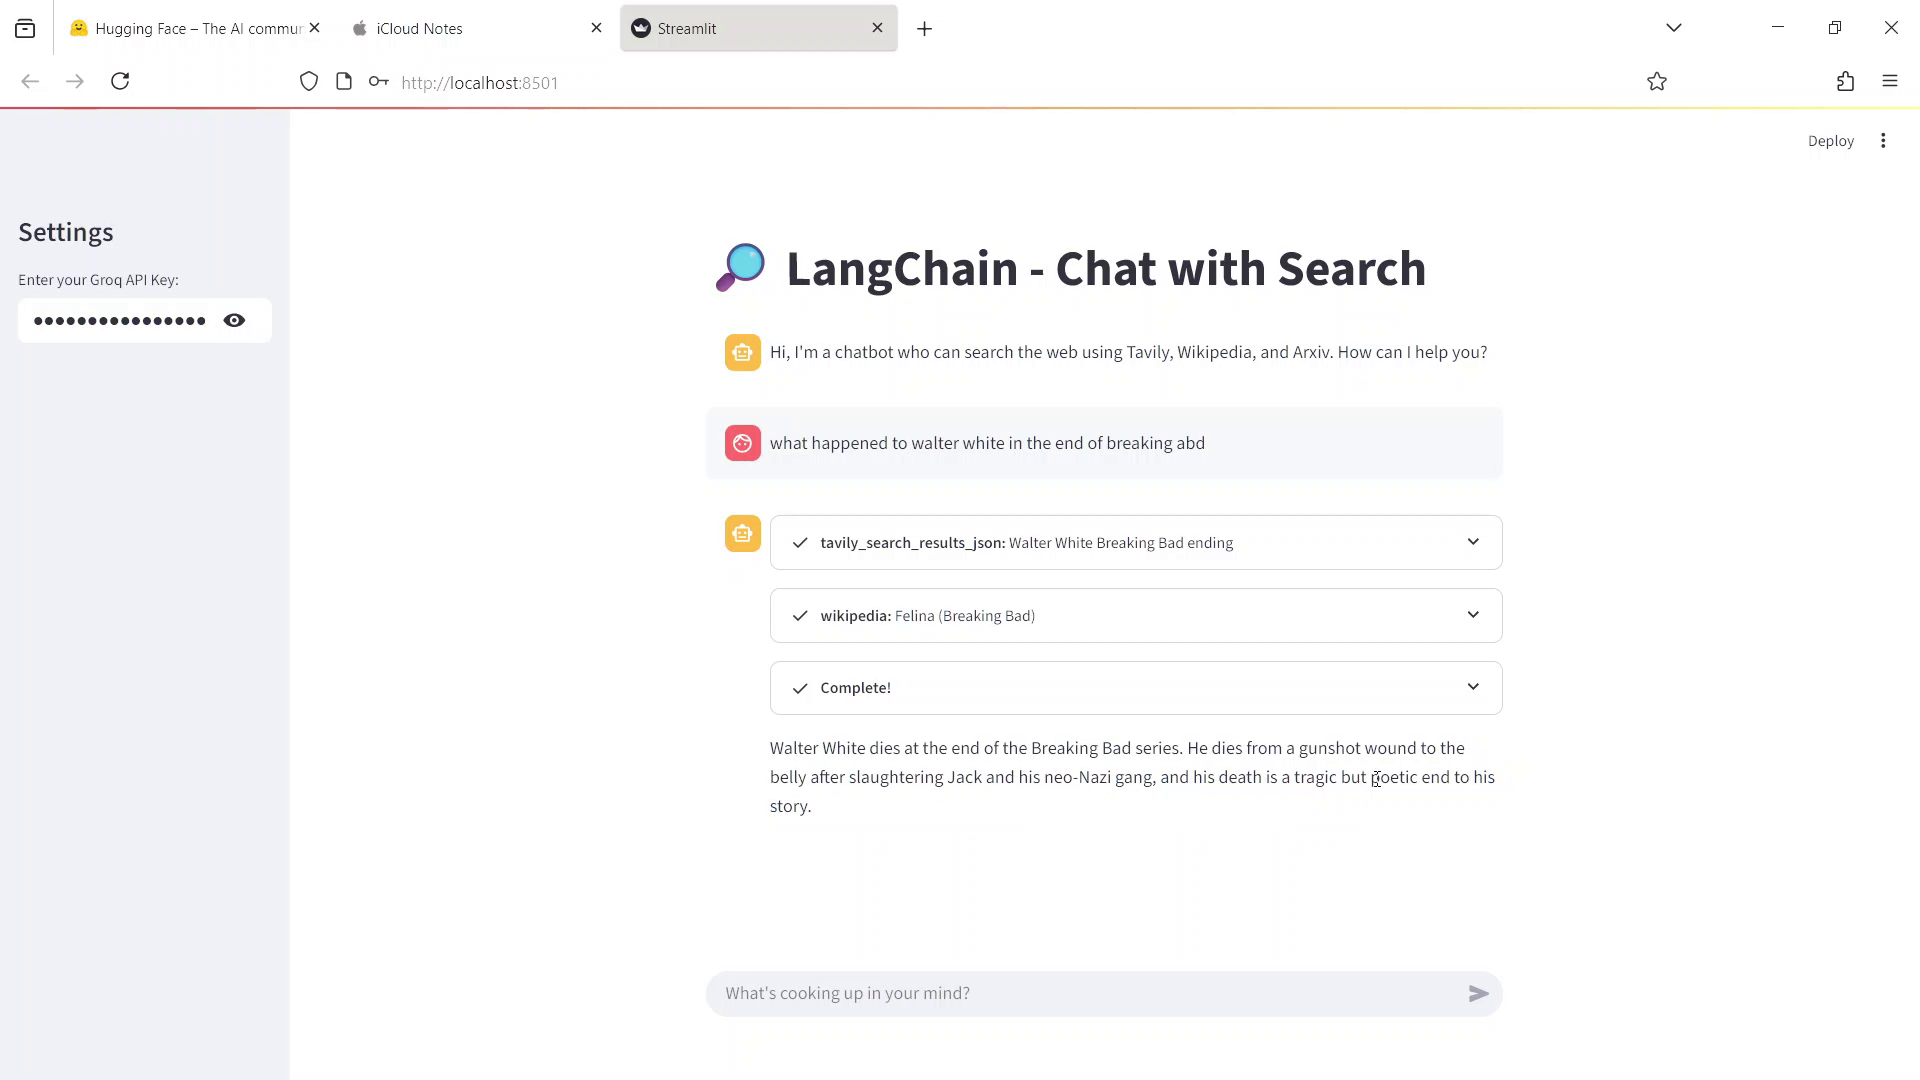 Hugging Face – The AI commur
iCloud Notes
Streamlit
http://localhost:8501
Deploy
Settings
Enter your Groq API Key:
••••••••••••••••
LangChain - Chat with Search
Hi, I'm a chatbot who can search the web using Tavily, Wikipedia, and Arxiv. How can I help you?
what happened to walter white in the end of breaking abd
tavily_search_results_json: Walter White Breaking Bad ending
wikipedia: Felina (Breaking Bad)
Complete!
Walter White dies at the end of the Breaking Bad series. He dies from a gunshot wound to the
belly after slaughtering Jack and his neo-Nazi gang, and his death is a tragic but poetic end to his
story.
What's cooking up in your mind?